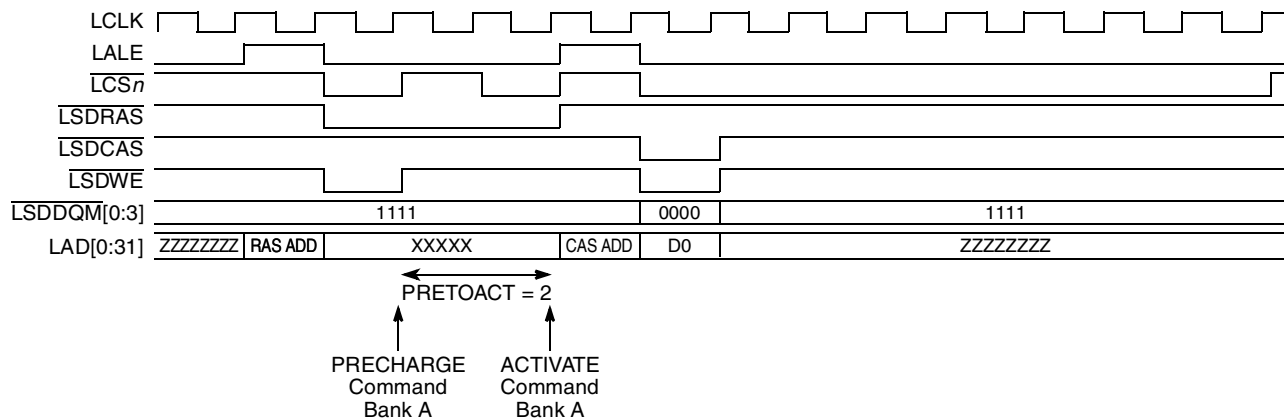 LCLK
LALE
LCSn
LSDRAS
LSDCAS
LSDWE
LSDDQM[0:3] 1111 0000 1111
LAD[0:31] ZZZZZZZZ RAS ADD XXXXX CAS ADD D0 ZZZZZZZZ
PRETOACT = 2
PRECHARGE ACTIVATE
Command Command
Bank A Bank A